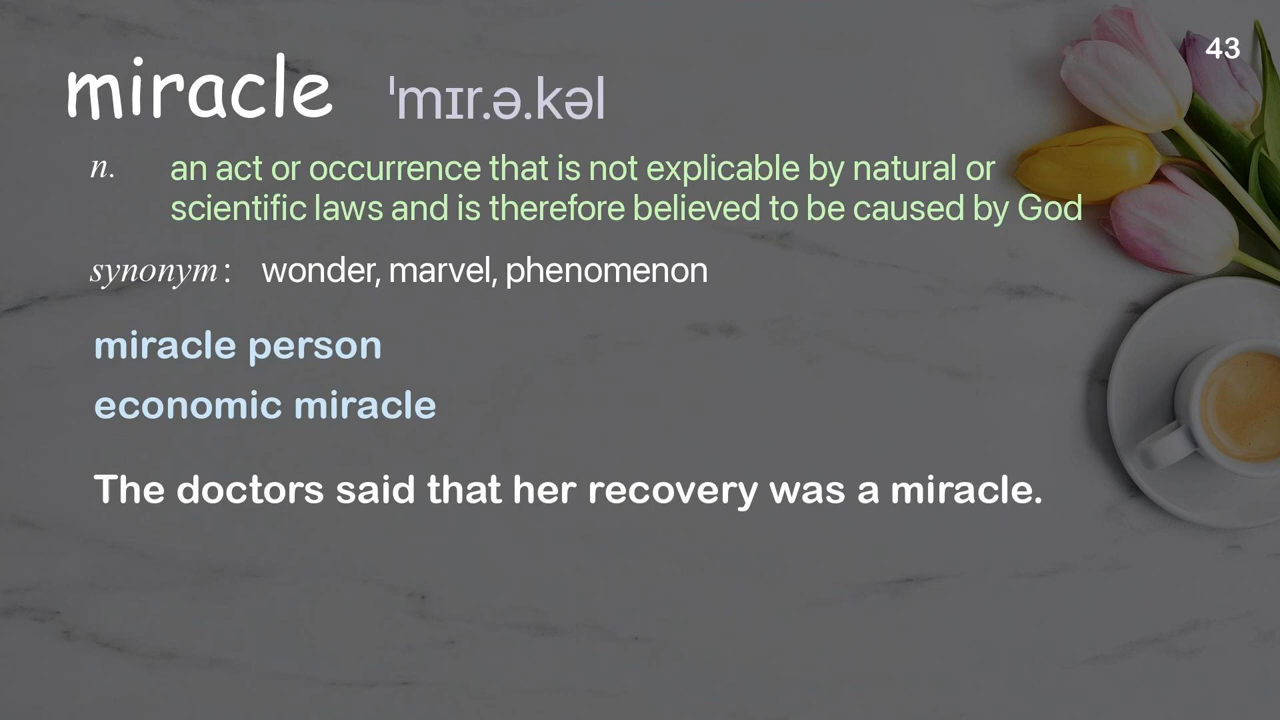 43
miracle ˈmɪr.ə.kəl
n. an act or occurrence that is not explicable by natural or
scientific laws and is therefore believed to be caused by God
synonym: wonder, marvel, phenomenon
miracle person
economic miracle
The doctors said that her recovery was a miracle.